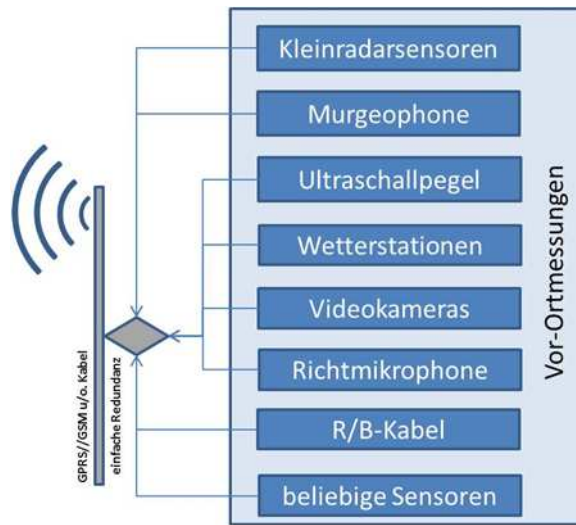 Kleinradarsensoren
Murgeophone
Ultraschallpegel
Wetterstationen
Videokameras
Richtmikrophone
R/B-Kabel
beliebige Sensoren
Vor-Ortmessungen
GPRS//GSM u/o. Kabel
einfache Redundanz